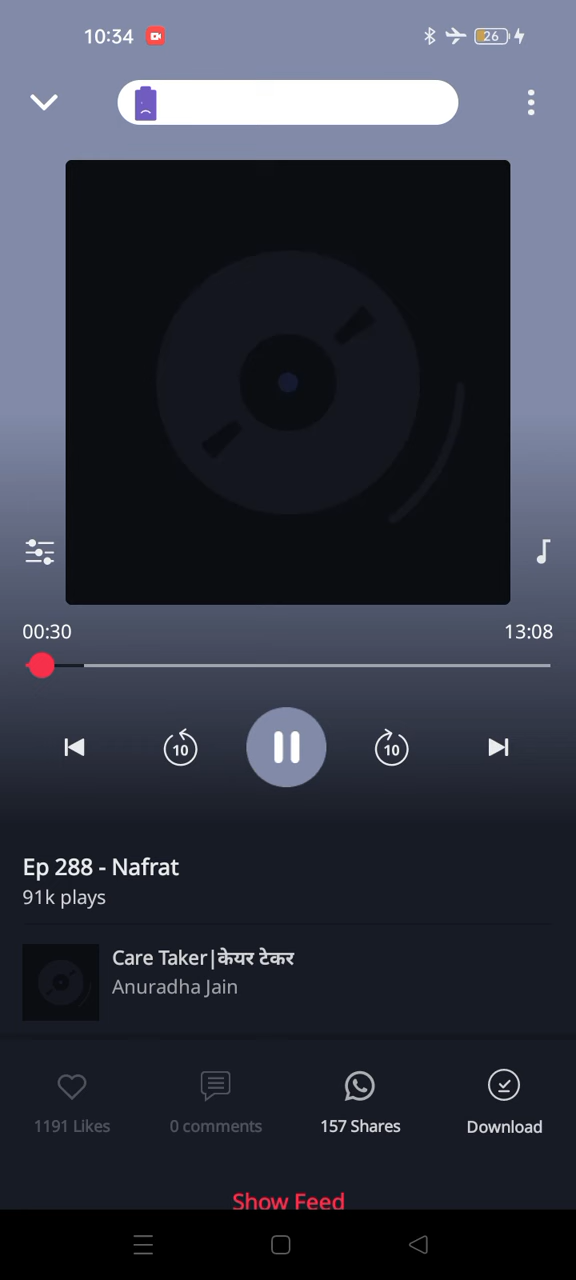 10:34
26
00:30
13:08
10
10
Ep 288 - Nafrat
91k plays
Care Taker|केयर टेकर
Anuradha Jain
1191 Likes
0 comments
157 Shares
Download
Show Feed